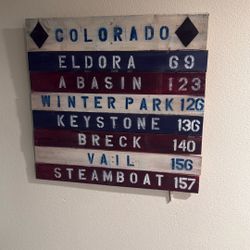 COLORADO
ELDORA 69
A BASIN 123
WINTER PARK 126
KEYSTONE 136
BRECK 140
VAIL 156
STEAMBOAT 157